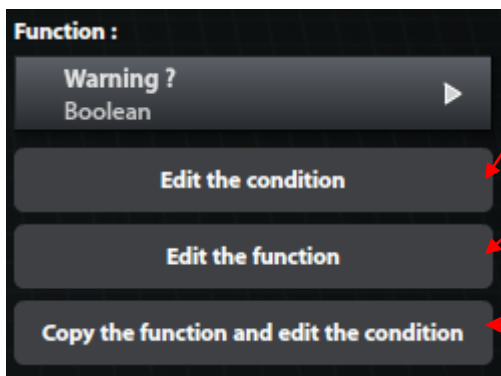 Function :
Warning ?
Boolean
Edit the condition
Edit the function
Copy the function and edit the condition